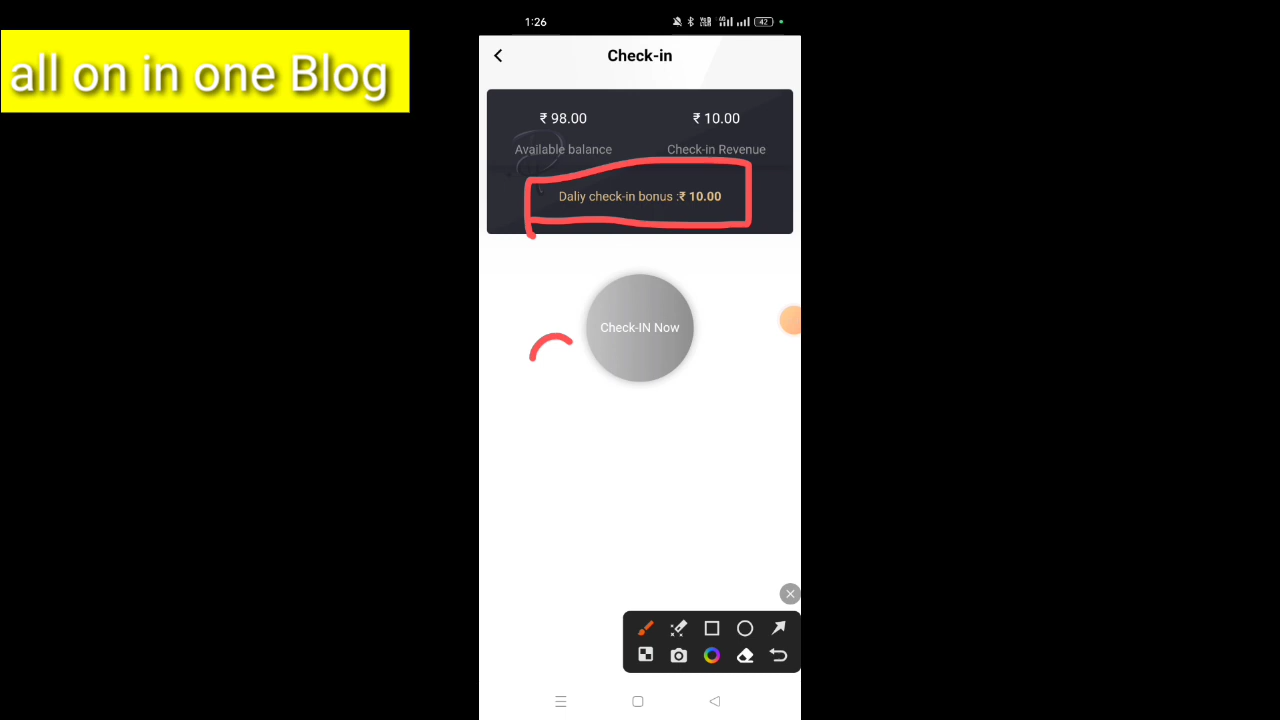 all on in one Blog
1:26
42
Check-in
₹ 98.00
₹ 10.00
Available balance
Check-in Revenue
Daliy check-in bonus :₹ 10.00
Check-IN Now